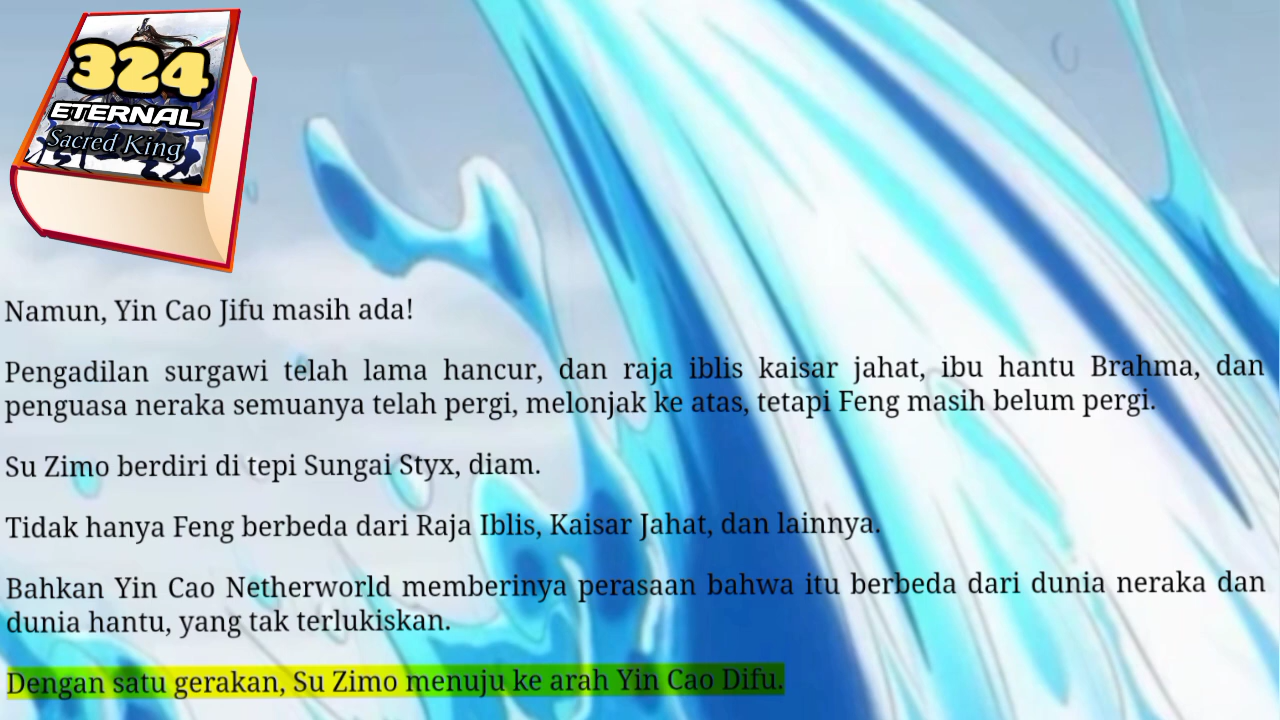 324
ETERNAL
Sacred King
Namun, Yin Cao Jifu masih ada!
Pengadilan surgawi telah lama hancur, dan raja iblis kaisar jahat, ibu hantu Brahma, dan
penguasa neraka semuanya telah pergi, melonjak ke atas, tetapi Feng masih belum pergi.
Su Zimo berdiri di tepi Sungai Styx, diam.
Tidak hanya Feng berbeda dari Raja Iblis, Kaisar Jahat, dan lainnya.
Bahkan Yin Cao Netherworld memberinya perasaan bahwa itu berbeda dari dunia neraka dan
dunia hantu, yang tak terlukiskan.
Dengan satu gerakan, Su Zimo menuju ke arah Yin Cao Difu.